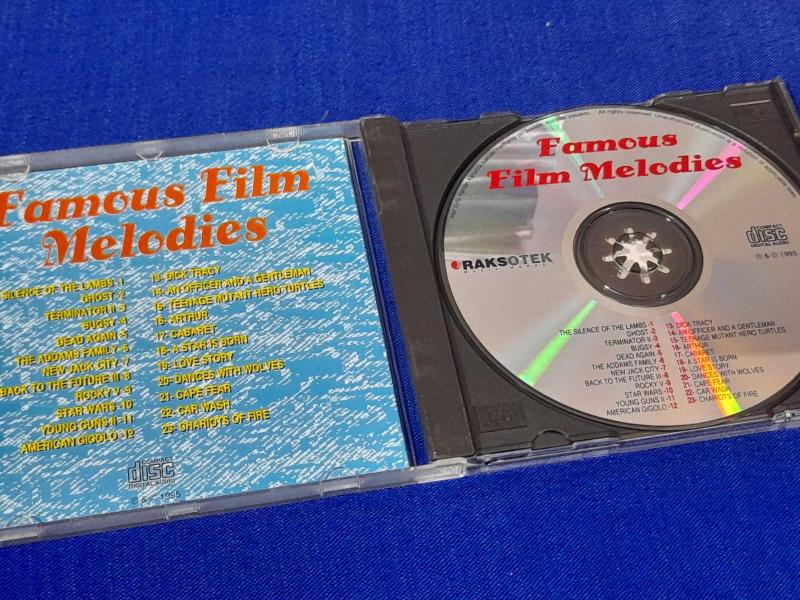 Famous Film
Melodies
SILENCE OF THE LAMBS -1
GHOST -2
TERMINATOR II -3
BUGSY -4
DEAD AGAIN -5
THE ADDAMS FAMILY -6
NEW JACK CITY -7
BACK TO THE FUTURE III -8
ROCKY V -9
STAR WARS -10
YOUNG GUNS II -11
AMERICAN GIGOLO -12
13- DICK TRACY
14- AN OFFICER AND A GENTLEMAN
15- TEENAGE MUTANT HERO TURTLES
16- ARTHUR
17- CABARET
18- A STAR IS BORN
19- LOVE STORY
20- DANCES WITH WOLVES
21- CAPE FEAR
22- CAR WASH
23- CHARIOTS OF FIRE
COMPACT
disc
DIGITAL AUDIO
© & 1995
All rights reserved. Unauthorized duplication
Famous
Film Melodies
RAKSOTEK
COMPACT
disc
DIGITAL AUDIO
℗ & © 1995
THE SILENCE OF THE LAMBS -1
GHOST -2
TERMINATOR II -3
BUGSY -4
DEAD AGAIN -5
THE ADDAMS FAMILY -6
NEW JACK CITY -7
BACK TO THE FUTURE III -8
ROCKY V -9
STAR WARS -10
YOUNG GUNS II -11
AMERICAN GIGOLO -12
13- DICK TRACY
14- AN OFFICER AND A GENTLEMAN
15- TEENAGE MUTANT HERO TURTLES
16- ARTHUR
17- CABARET
18- A STAR IS BORN
19- LOVE STORY
20- DANCES WITH WOLVES
21- CAPE FEAR
22- CAR WASH
23- CHARIOTS OF FIRE